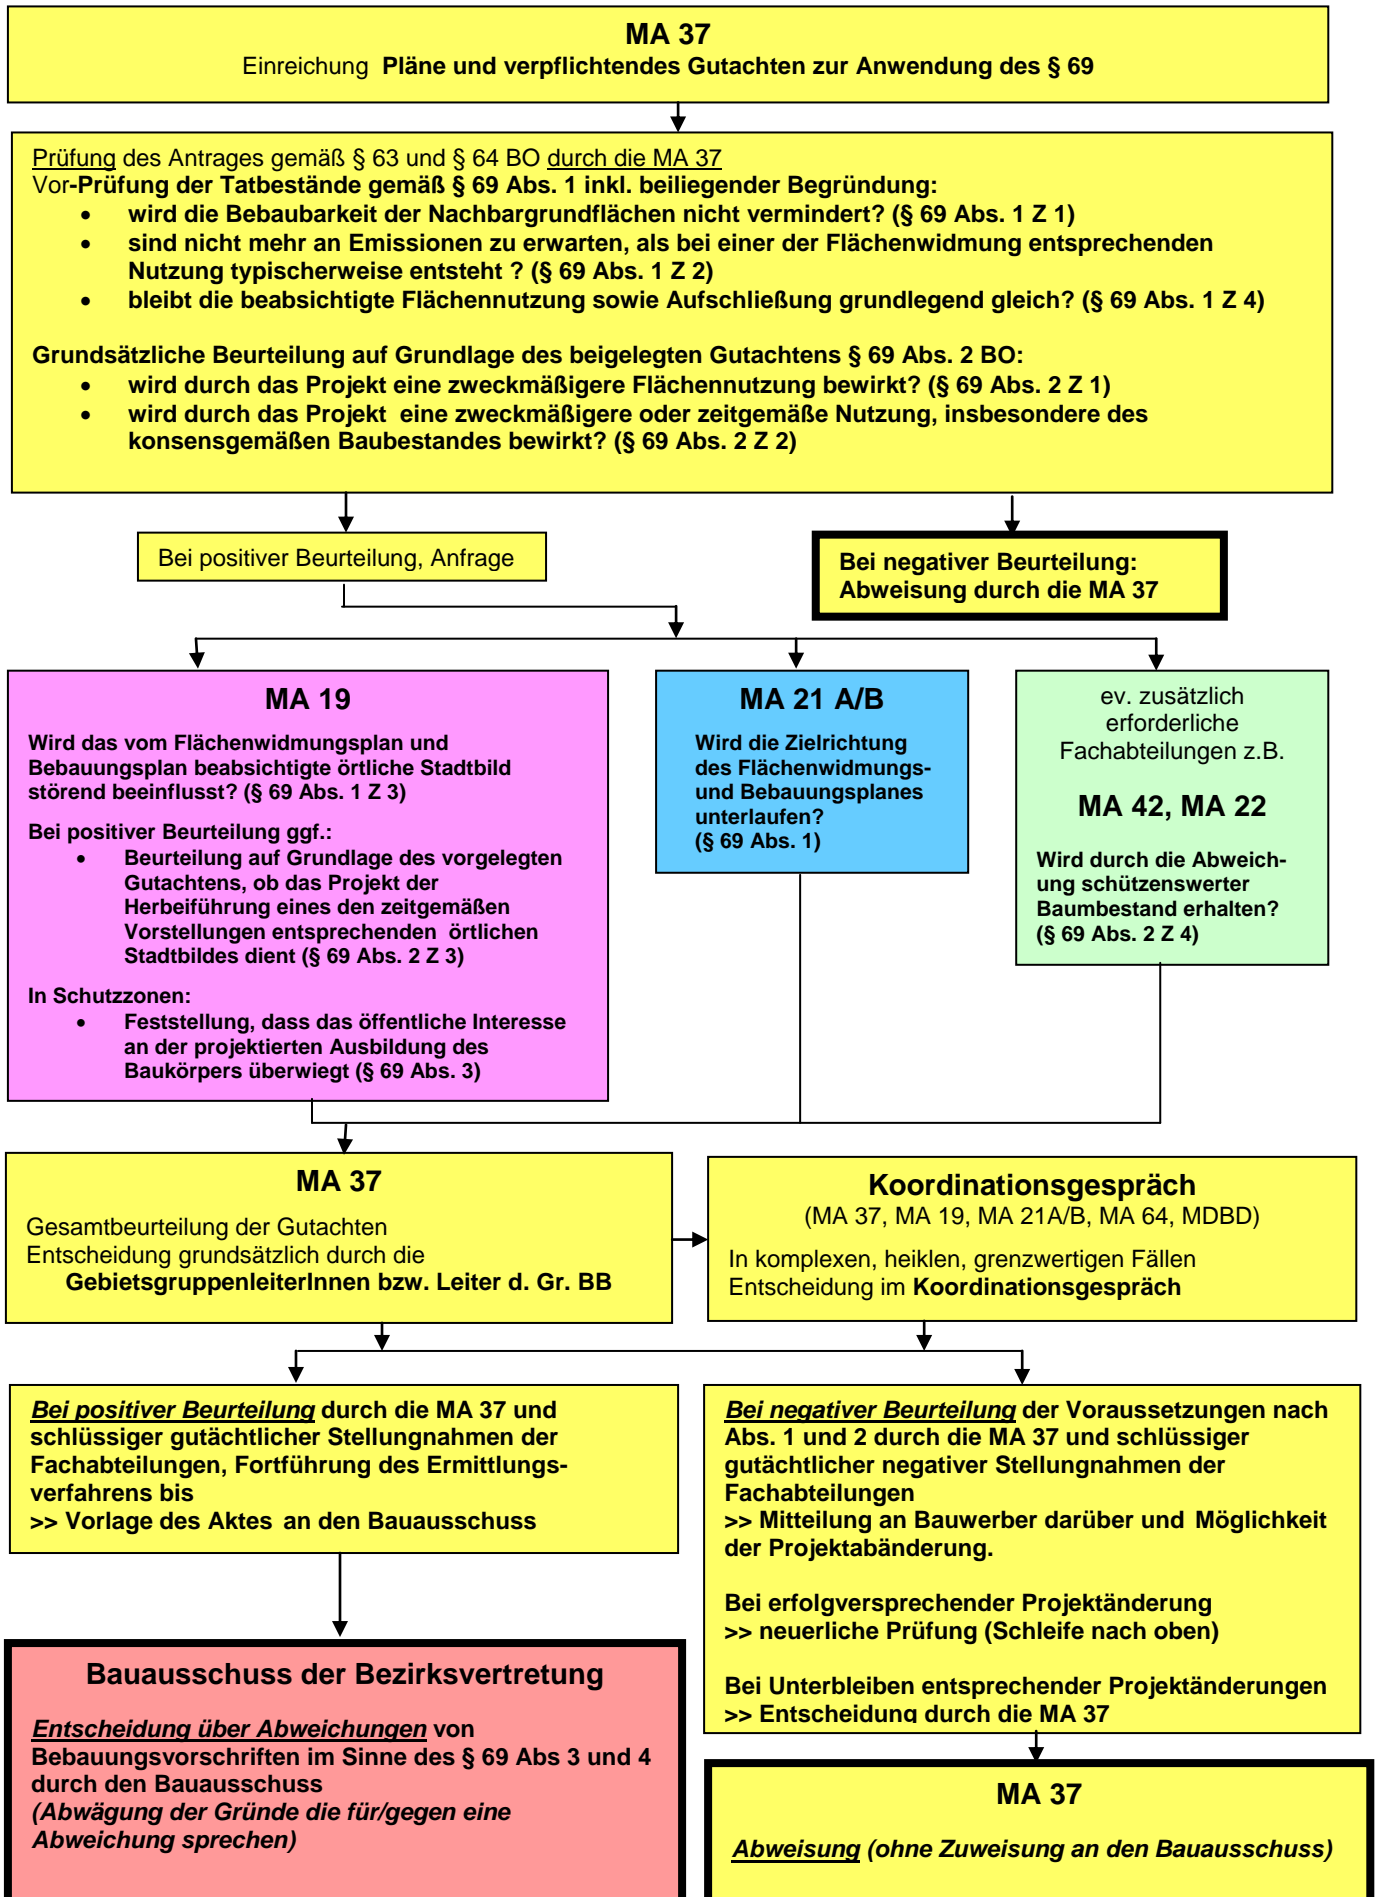 MA 37
Einreichung Pläne und verpflichtendes Gutachten zur Anwendung des § 69
Prüfung des Antrages gemäß § 63 und § 64 BO durch die MA 37
Vor-Prüfung der Tatbestände gemäß § 69 Abs. 1 inkl. beiliegender Begründung:
• wird die Bebaubarkeit der Nachbargrundflächen nicht vermindert? (§ 69 Abs. 1 Z 1)
• sind nicht mehr an Emissionen zu erwarten, als bei einer der Flächenwidmung entsprechenden
Nutzung typischerweise entsteht ? (§ 69 Abs. 1 Z 2)
• bleibt die beabsichtigte Flächennutzung sowie Aufschließung grundlegend gleich? (§ 69 Abs. 1 Z 4)
Grundsätzliche Beurteilung auf Grundlage des beigelegten Gutachtens § 69 Abs. 2 BO:
• wird durch das Projekt eine zweckmäßigere Flächennutzung bewirkt? (§ 69 Abs. 2 Z 1)
• wird durch das Projekt eine zweckmäßigere oder zeitgemäße Nutzung, insbesondere des
konsensgemäßen Baubestandes bewirkt? (§ 69 Abs. 2 Z 2)
Bei positiver Beurteilung, Anfrage
Bei negativer Beurteilung:
Abweisung durch die MA 37
MA 19
Wird das vom Flächenwidmungsplan und
Bebauungsplan beabsichtigte örtliche Stadtbild
störend beeinflusst? (§ 69 Abs. 1 Z 3)
Bei positiver Beurteilung ggf.:
• Beurteilung auf Grundlage des vorgelegten
Gutachtens, ob das Projekt der
Herbeiführung eines den zeitgemäßen
Vorstellungen entsprechenden örtlichen
Stadtbildes dient (§ 69 Abs. 2 Z 3)
In Schutzzonen:
• Feststellung, dass das öffentliche Interesse
an der projektierten Ausbildung des
Baukörpers überwiegt (§ 69 Abs. 3)
MA 21 A/B
Wird die Zielrichtung
des Flächenwidmungs-
und Bebauungsplanes
unterlaufen?
(§ 69 Abs. 1)
ev. zusätzlich
erforderliche
Fachabteilungen z.B.
MA 42, MA 22
Wird durch die Abweich-
ung schützenswerter
Baumbestand erhalten?
(§ 69 Abs. 2 Z 4)
MA 37
Gesamtbeurteilung der Gutachten
Entscheidung grundsätzlich durch die
GebietsgruppenleiterInnen bzw. Leiter d. Gr. BB
Koordinationsgespräch
(MA 37, MA 19, MA 21A/B, MA 64, MDBD)
In komplexen, heiklen, grenzwertigen Fällen
Entscheidung im Koordinationsgespräch
Bei positiver Beurteilung durch die MA 37 und
schlüssiger gutächtlicher Stellungnahmen der
Fachabteilungen, Fortführung des Ermittlungs-
verfahrens bis
>> Vorlage des Aktes an den Bauausschuss
Bei negativer Beurteilung der Voraussetzungen nach
Abs. 1 und 2 durch die MA 37 und schlüssiger
gutächtlicher negativer Stellungnahmen der
Fachabteilungen
>> Mitteilung an Bauwerber darüber und Möglichkeit
der Projektabänderung.
Bei erfolgversprechender Projektänderung
>> neuerliche Prüfung (Schleife nach oben)
Bei Unterbleiben entsprechender Projektänderungen
>> Entscheidung durch die MA 37
Bauausschuss der Bezirksvertretung
Entscheidung über Abweichungen von
Bebauungsvorschriften im Sinne des § 69 Abs 3 und 4
durch den Bauausschuss
(Abwägung der Gründe die für/gegen eine
Abweichung sprechen)
MA 37
Abweisung (ohne Zuweisung an den Bauausschuss)